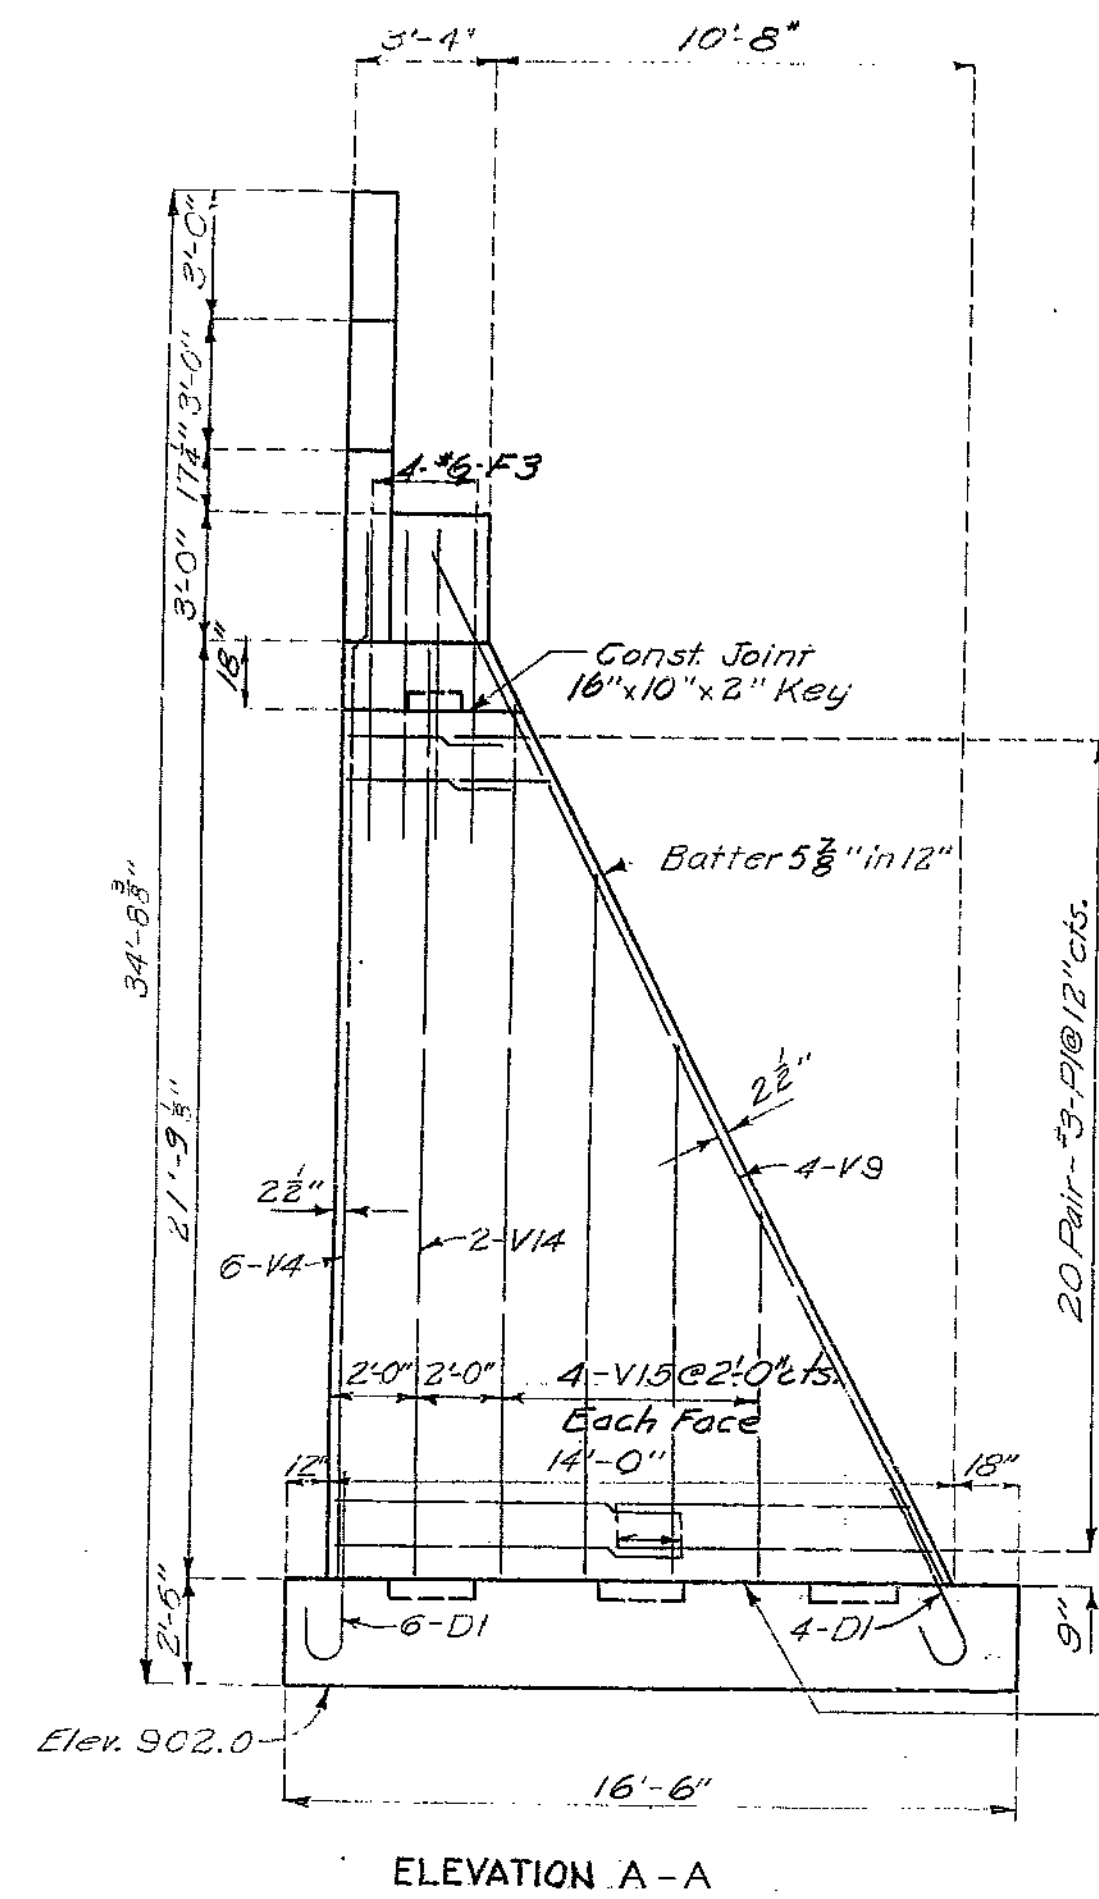 3'-4"
10'-8"
3'-0"
3'-0"
17 1/4"
4-#6-F3
3'-0"
18"
Const. Joint
16"x10"x2" Key
Batter 5 7/8" in 12"
34'-8 3/8"
20 Pair-#3-P1@12"cts.
2 1/2"
21'-9 1/8"
4-V9
2 1/2"
2-V14
6-V4
2'-0" 2'-0" 4-V15@2'-0"cts.
Each Face
14'-0"
12"
18"
2'-6"
6-D1
4-D1
9"
Elev. 902.0
16'-6"
ELEVATION A-A